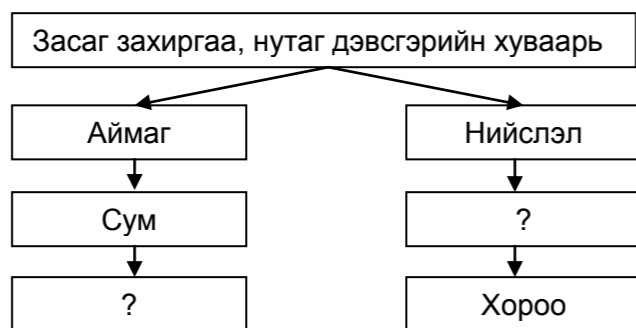 Засаг захиргаа, нутаг дэвсгэрийн хуваарь
Аймаг
Нийслэл
Сум
?
?
Хороо